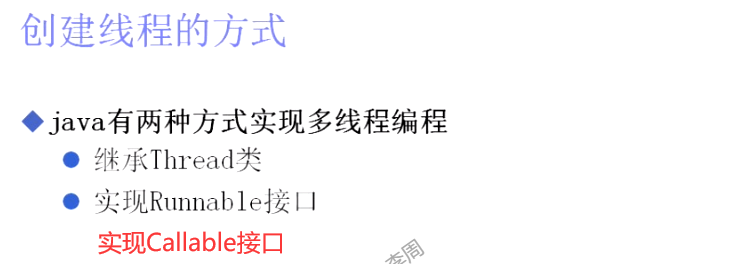 创建线程的方式
java有两种方式实现多线程编程
继承Thread类
实现Runnable接口
实现Callable接口
李周